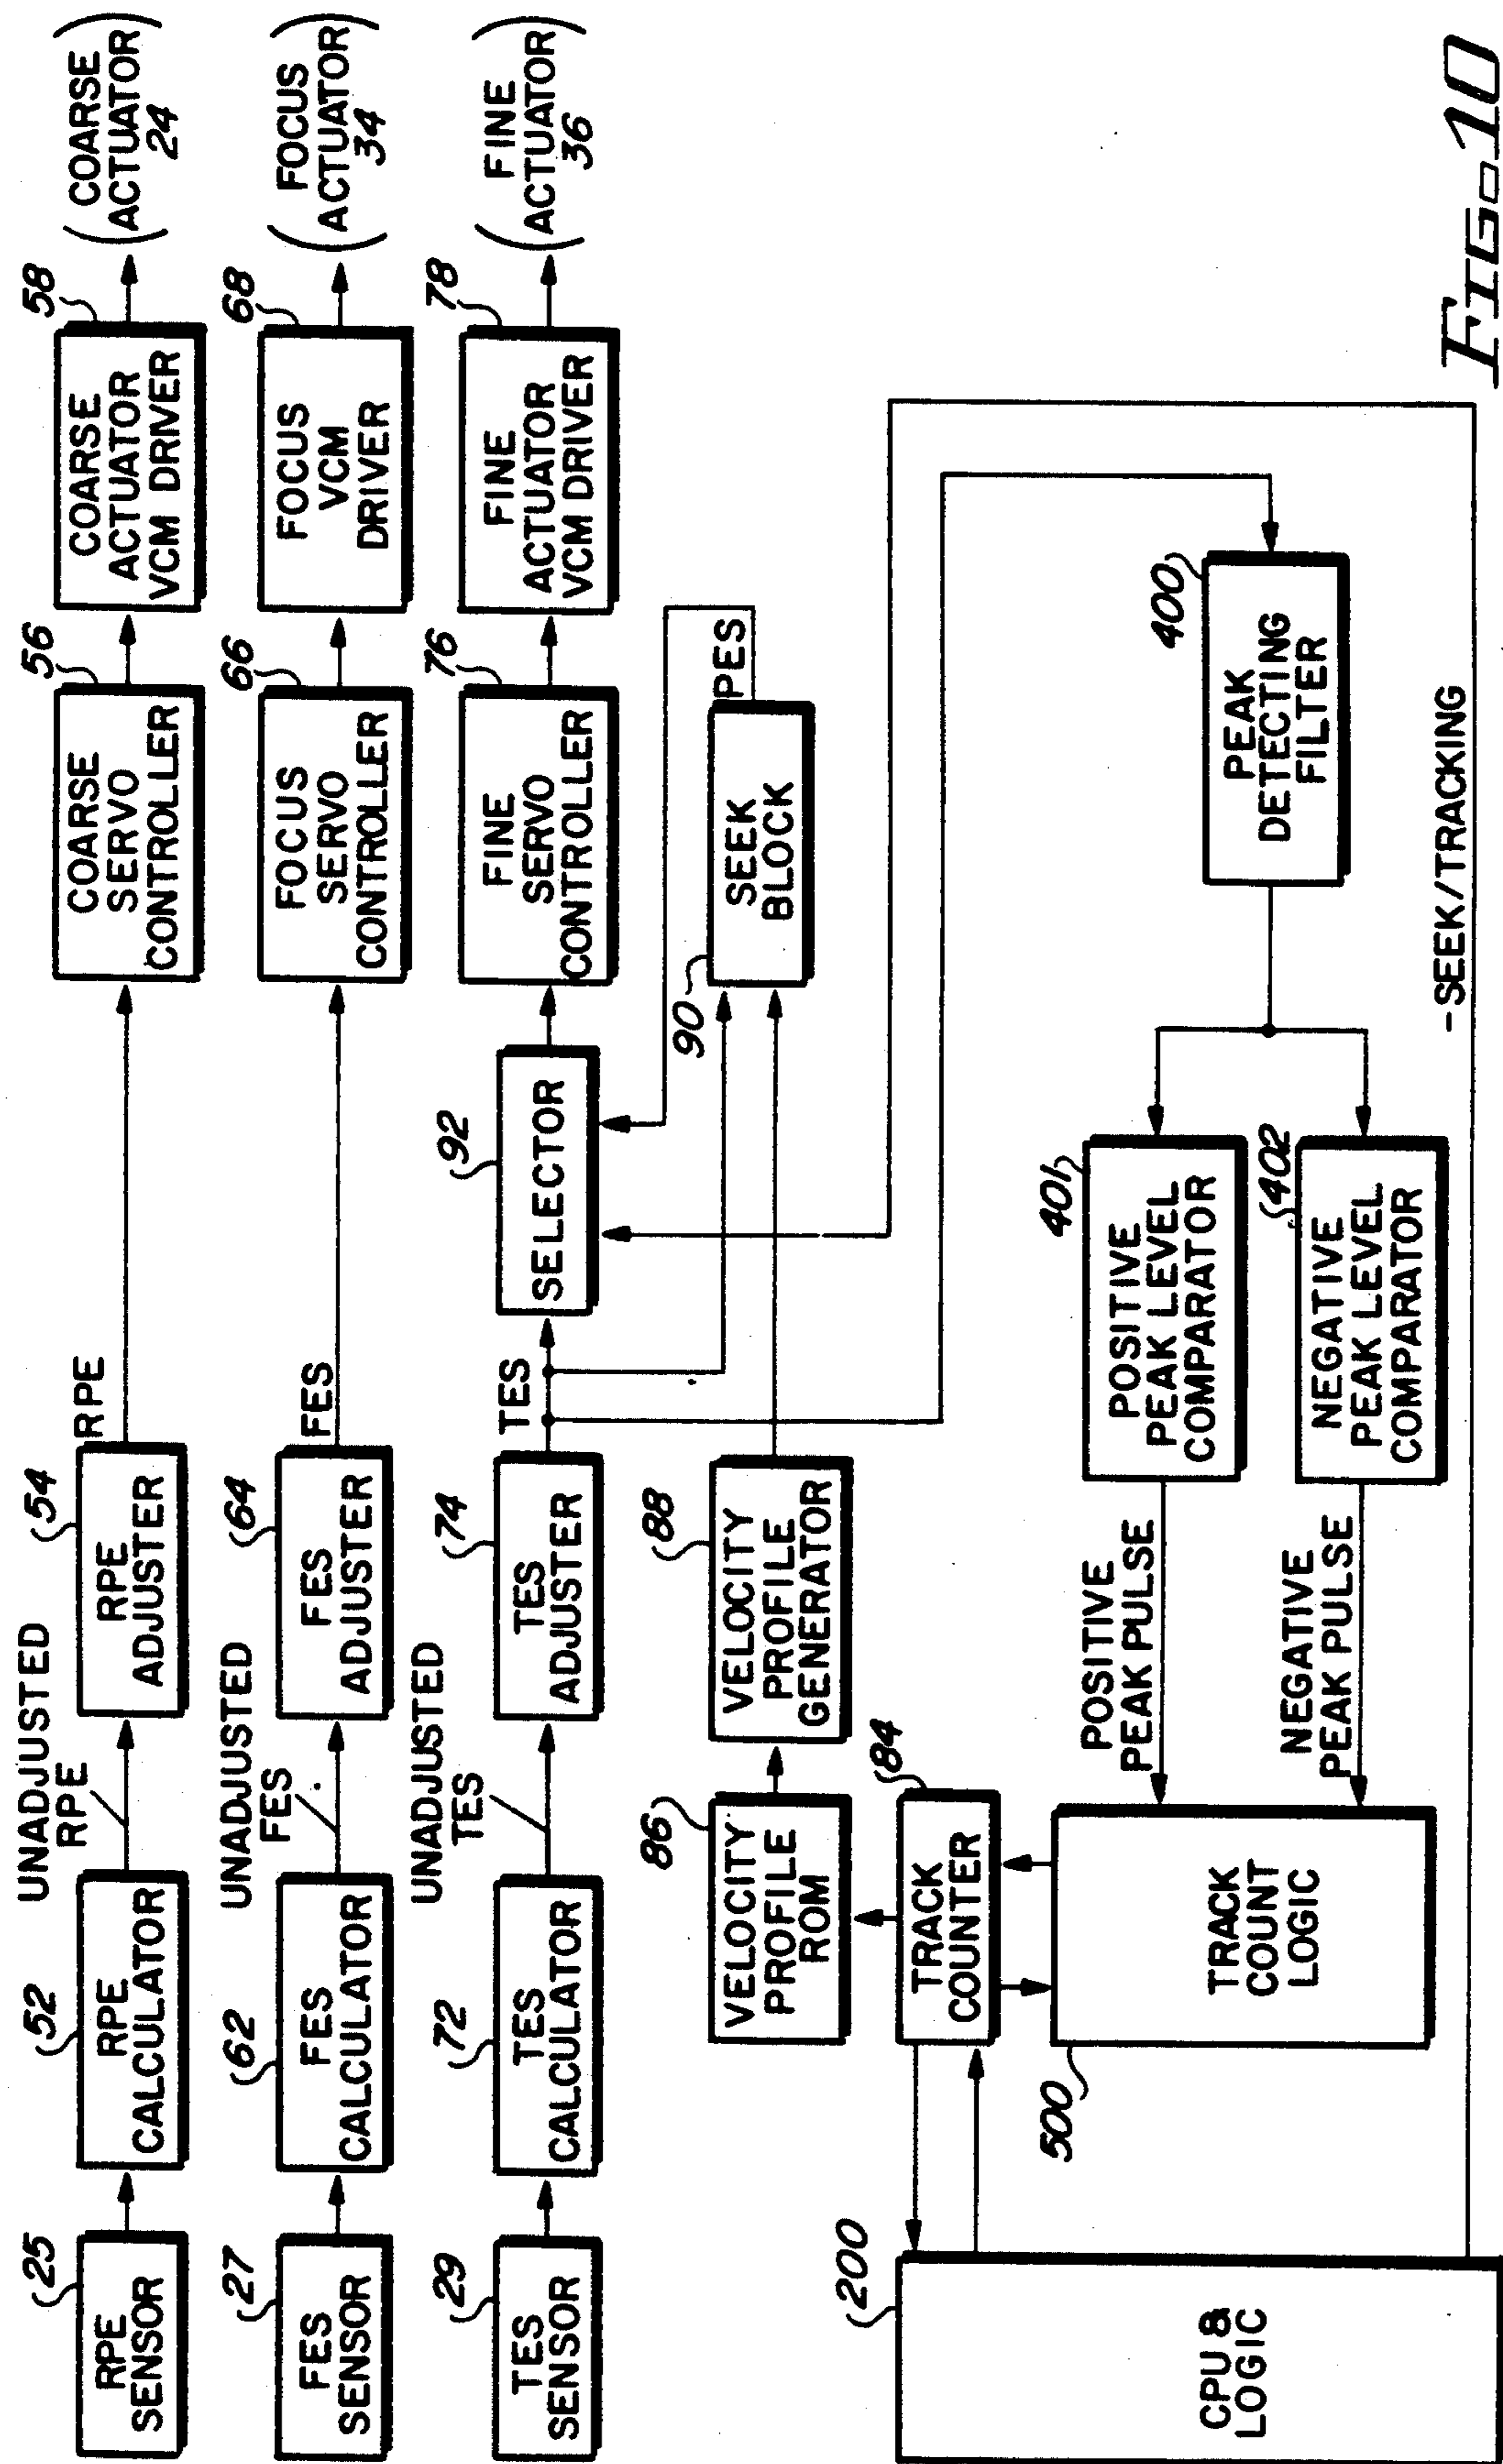 UNADJUSTED
RPE
25
RPE
SENSOR
52
RPE
CALCULATOR
54
RPE
ADJUSTER
RPE
56
COARSE
SERVO
CONTROLLER
58
COARSE
ACTUATOR
VCM DRIVER
(COARSE
ACTUATOR)
24
UNADJUSTED
FES
27
FES
SENSOR
62
FES
CALCULATOR
64
FES
ADJUSTER
FES
66
FOCUS
SERVO
CONTROLLER
68
FOCUS
VCM
DRIVER
(FOCUS
ACTUATOR)
34
UNADJUSTED
TES
29
TES
SENSOR
72
TES
CALCULATOR
74
TES
ADJUSTER
TES
92
SELECTOR
76
FINE
SERVO
CONTROLLER
78
FINE
ACTUATOR
VCM DRIVER
(FINE
ACTUATOR)
36
86
VELOCITY
PROFILE
ROM
88
VELOCITY
PROFILE
GENERATOR
90
SEEK
BLOCK
PES
200
CPU &
LOGIC
84
TRACK
COUNTER
500
TRACK
COUNT
LOGIC
POSITIVE
PEAK PULSE
NEGATIVE
PEAK PULSE
401
POSITIVE
PEAK LEVEL
COMPARATOR
402
NEGATIVE
PEAK LEVEL
COMPARATOR
400
PEAK
DETECTING
FILTER
-SEEK/TRACKING
FIG. 10